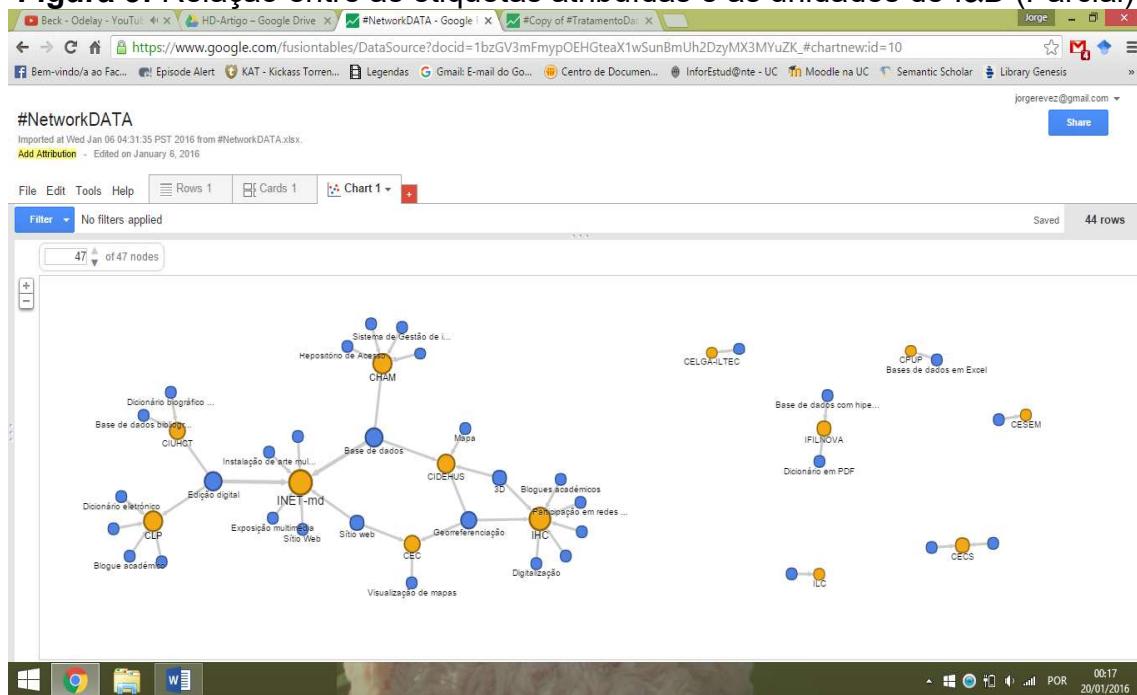 Figura 6. Relação entre as etiquetas atribuídas e as unidades de I&D (Parcial)
Beck - Odelay - YouTu
HD-Artigo – Google Drive
#NetworkDATA - Google
#Copy of #TratamentoDa
Jorge
https://www.google.com/fusiontables/DataSource?docid=1bzGV3mFmypOEHGteaX1wSunBmUh2DzyMX3MYuZK_#chartnew:id=10
Bem-vindo/a ao Fac... Episode Alert KAT - Kickass Torren... Legendas Gmail: E-mail do Go... Centro de Documen... InforEstud@nte - UC Moodle na UC Semantic Scholar Library Genesis »
jorgerevez@gmail.com
#NetworkDATA
Share
Imported at Wed Jan 06 04:31:35 PST 2016 from #NetworkDATA.xlsx.
Add Attribution - Edited on January 6, 2016
File Edit Tools Help Rows 1 Cards 1 Chart 1 +
Filter No filters applied Saved 44 rows
47 of 47 nodes
+
−
Sistema de Gestão de i...
Repositório de Acesso
CHAM
CELGA-ILTEC
CPUP
Bases de dados em Excel
Dicionário biográfico ...
Base de dados bibliogr...
CIUHCT
Base de dados com hipe...
IFILNOVA
CESEM
Dicionário em PDF
Base de dados
Mapa
Instalação de arte mul...
CIDEHUS
3D
Blogues académicos
Edição digital
INET-md
Participação em redes ...
Dicionário eletrónico
CLP
Exposição multimédia
Sítio Web
Sítio web
Georreferenciação
IHC
CEC
CECS
Blogue académico
Digitalização
ILC
Visualização de mapas
POR
00:17
20/01/2016